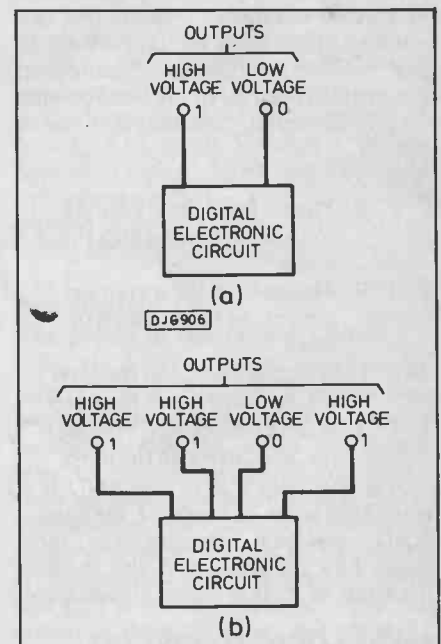 OUTPUTS
HIGH VOLTAGE LOW VOLTAGE
1 0
DIGITAL
ELECTRONIC
CIRCUIT
(a)
DJG906
OUTPUTS
HIGH VOLTAGE HIGH VOLTAGE LOW VOLTAGE HIGH VOLTAGE
1 1 0 1
DIGITAL
ELECTRONIC
CIRCUIT
(b)